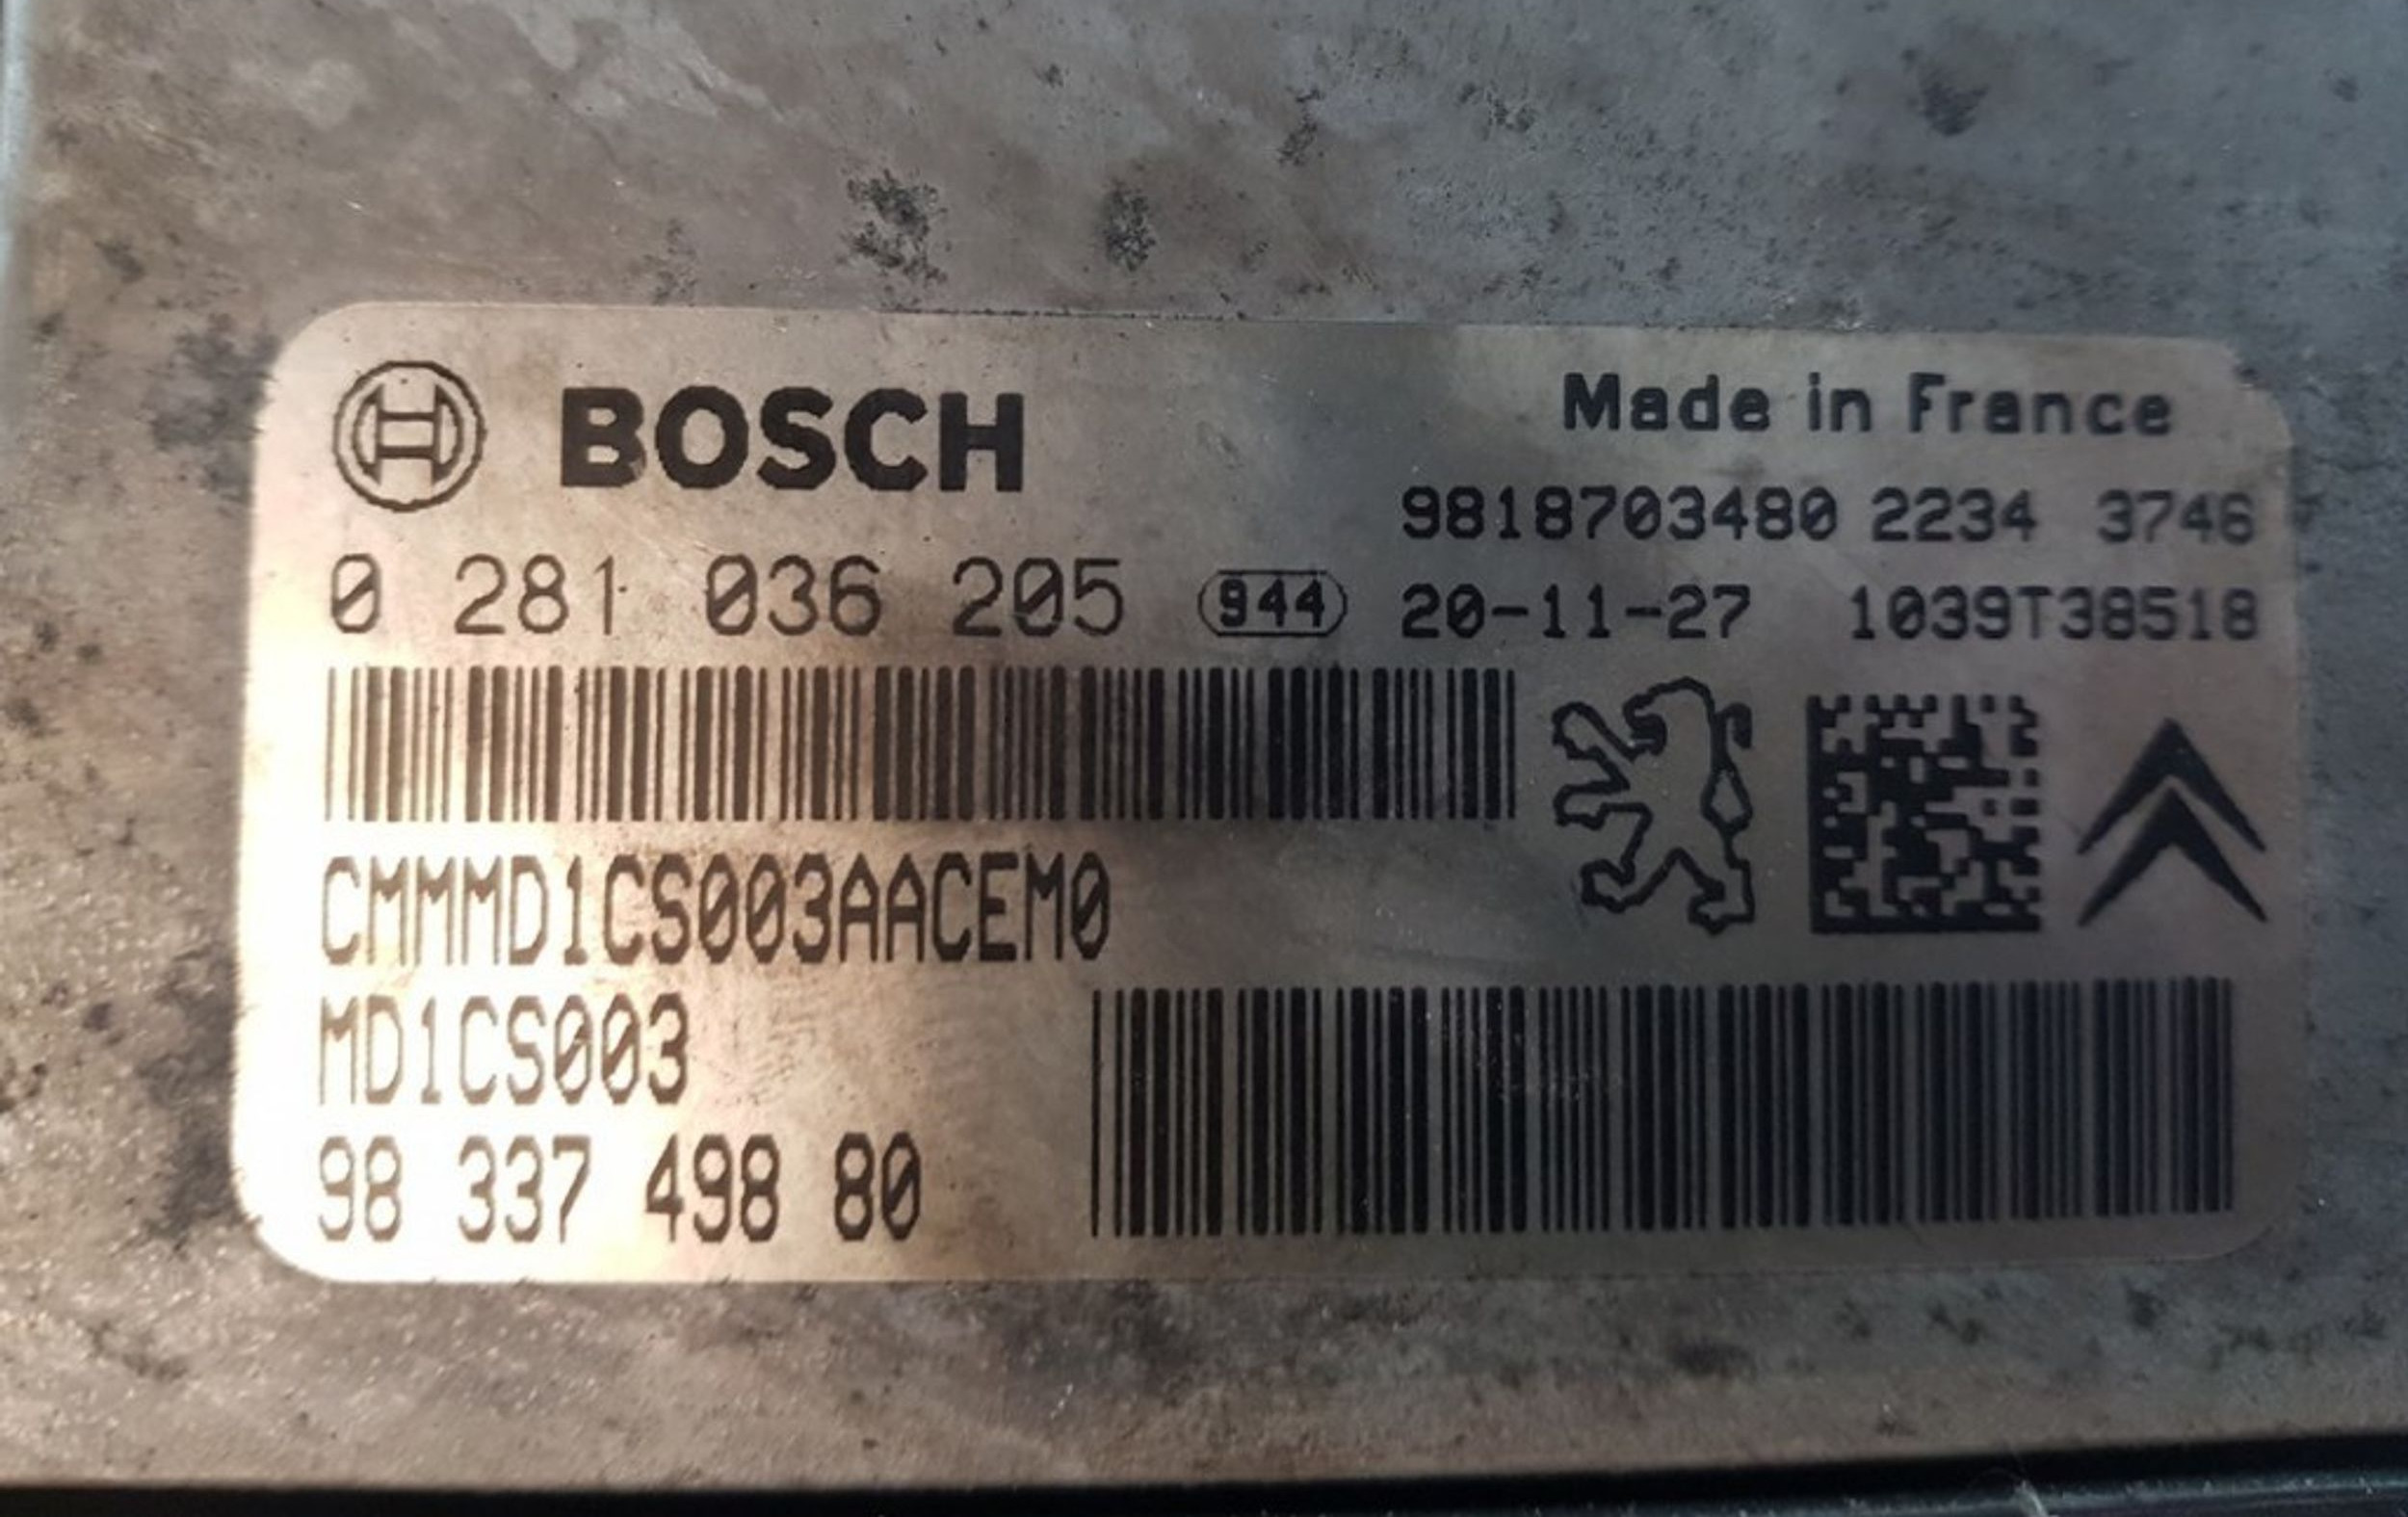 BOSCH
Made in France
9818703480 2234 3746
0 281 036 205 944 20-11-27 1039T38518
CMMMD1CS003AACEM0
MD1CS003
98 337 498 80